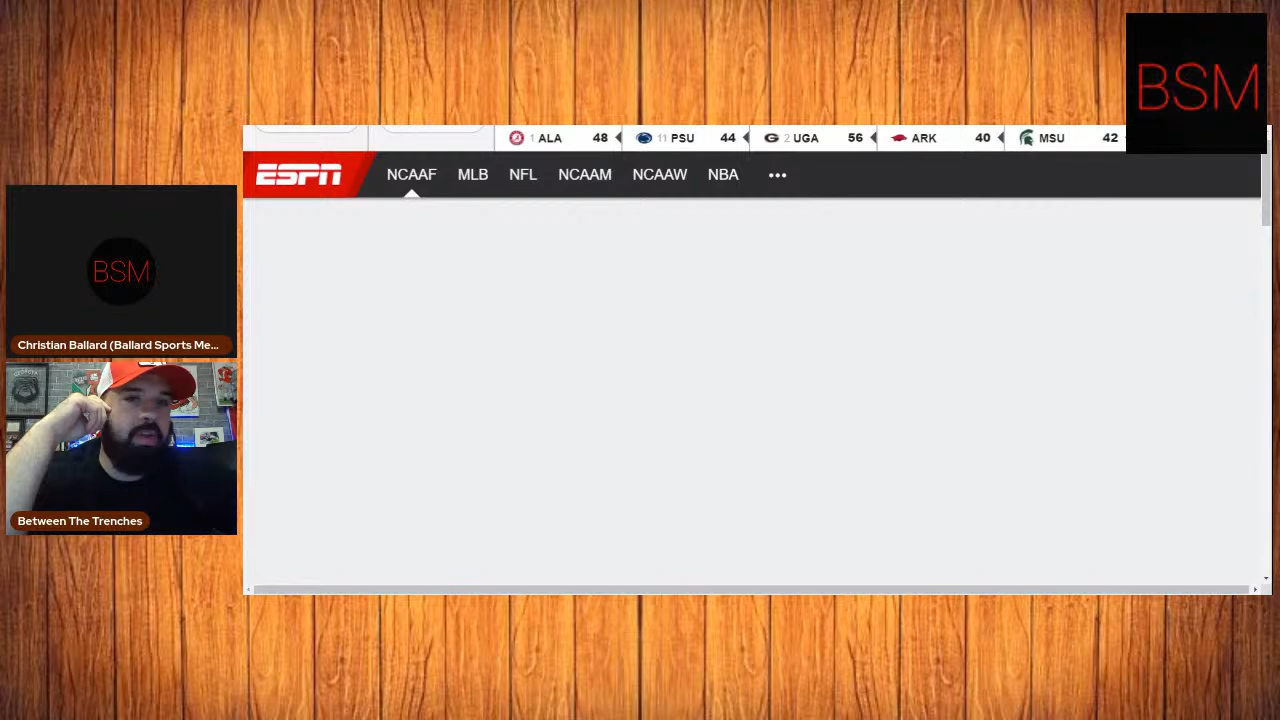 BSM
1 ALA 48
11 PSU 44
2 UGA 56
ARK 40
MSU 42
ESPN
NCAAF MLB NFL NCAAM NCAAW NBA •••
BSM
Christian Ballard (Ballard Sports Me...
GEORGIA
Between The Trenches